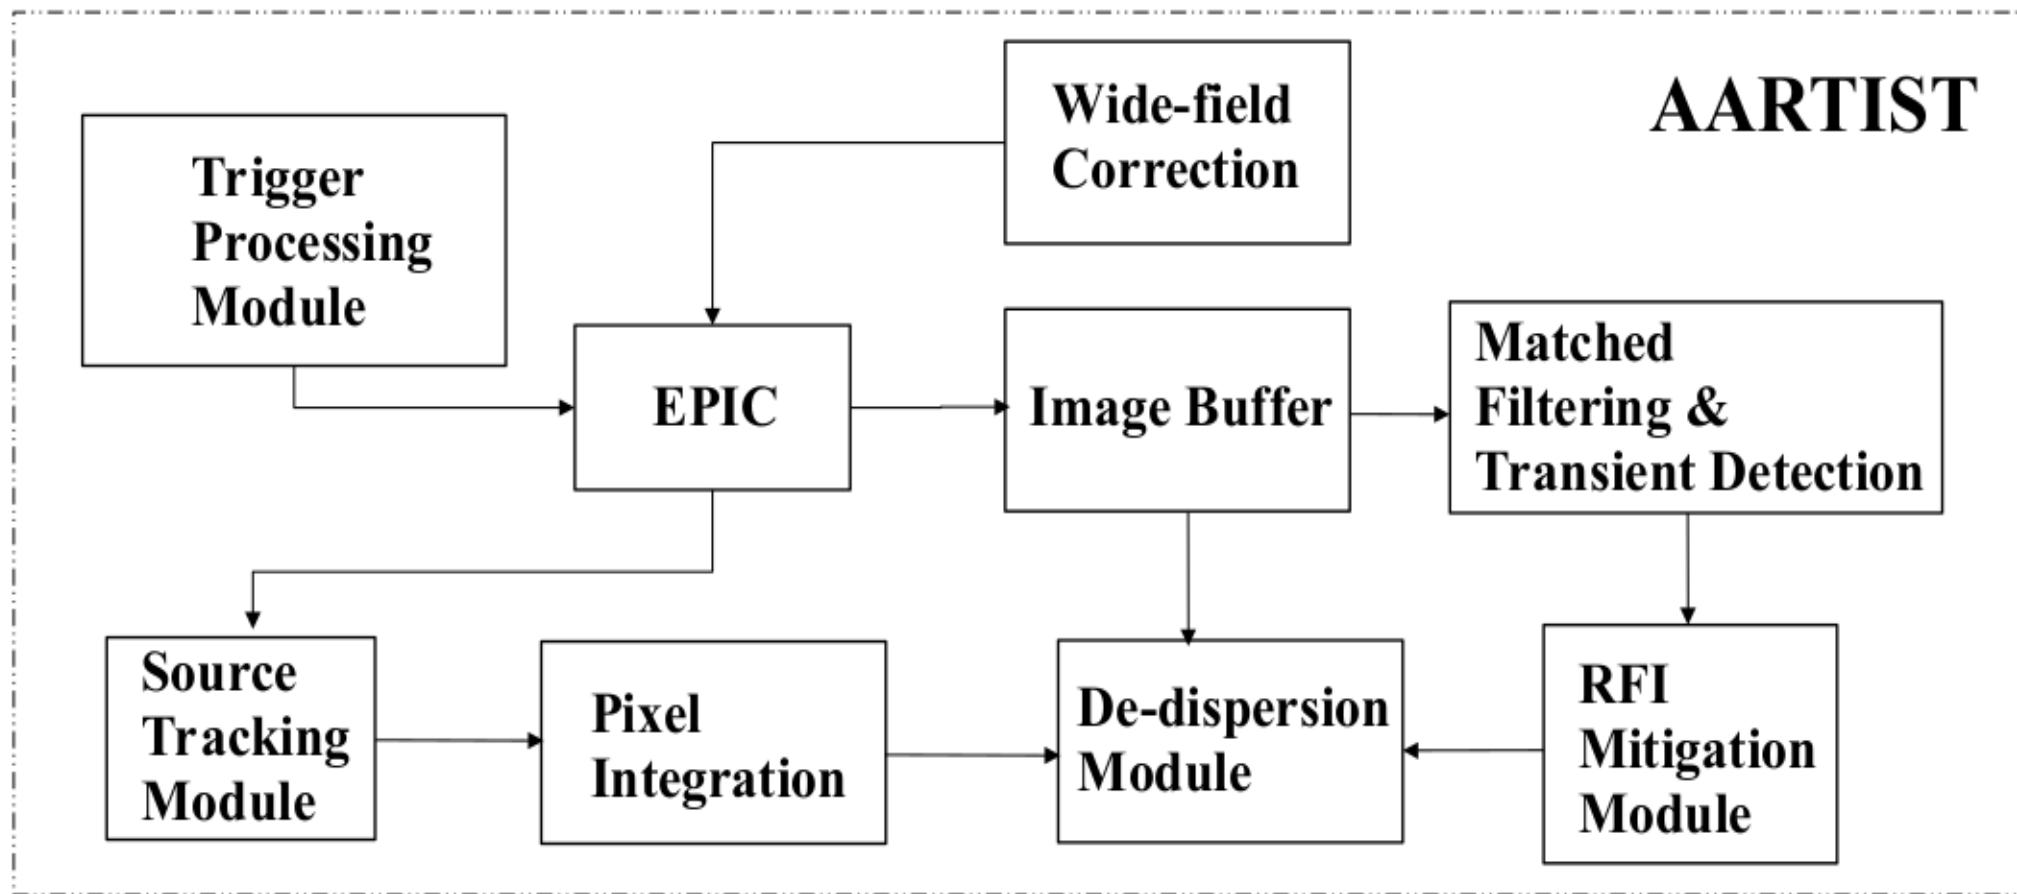 AARTIST
Wide-field
Correction
Trigger
Processing
Module
EPIC
Image Buffer
Matched
Filtering &
Transient Detection
Source
Tracking
Module
Pixel
Integration
De-dispersion
Module
RFI
Mitigation
Module